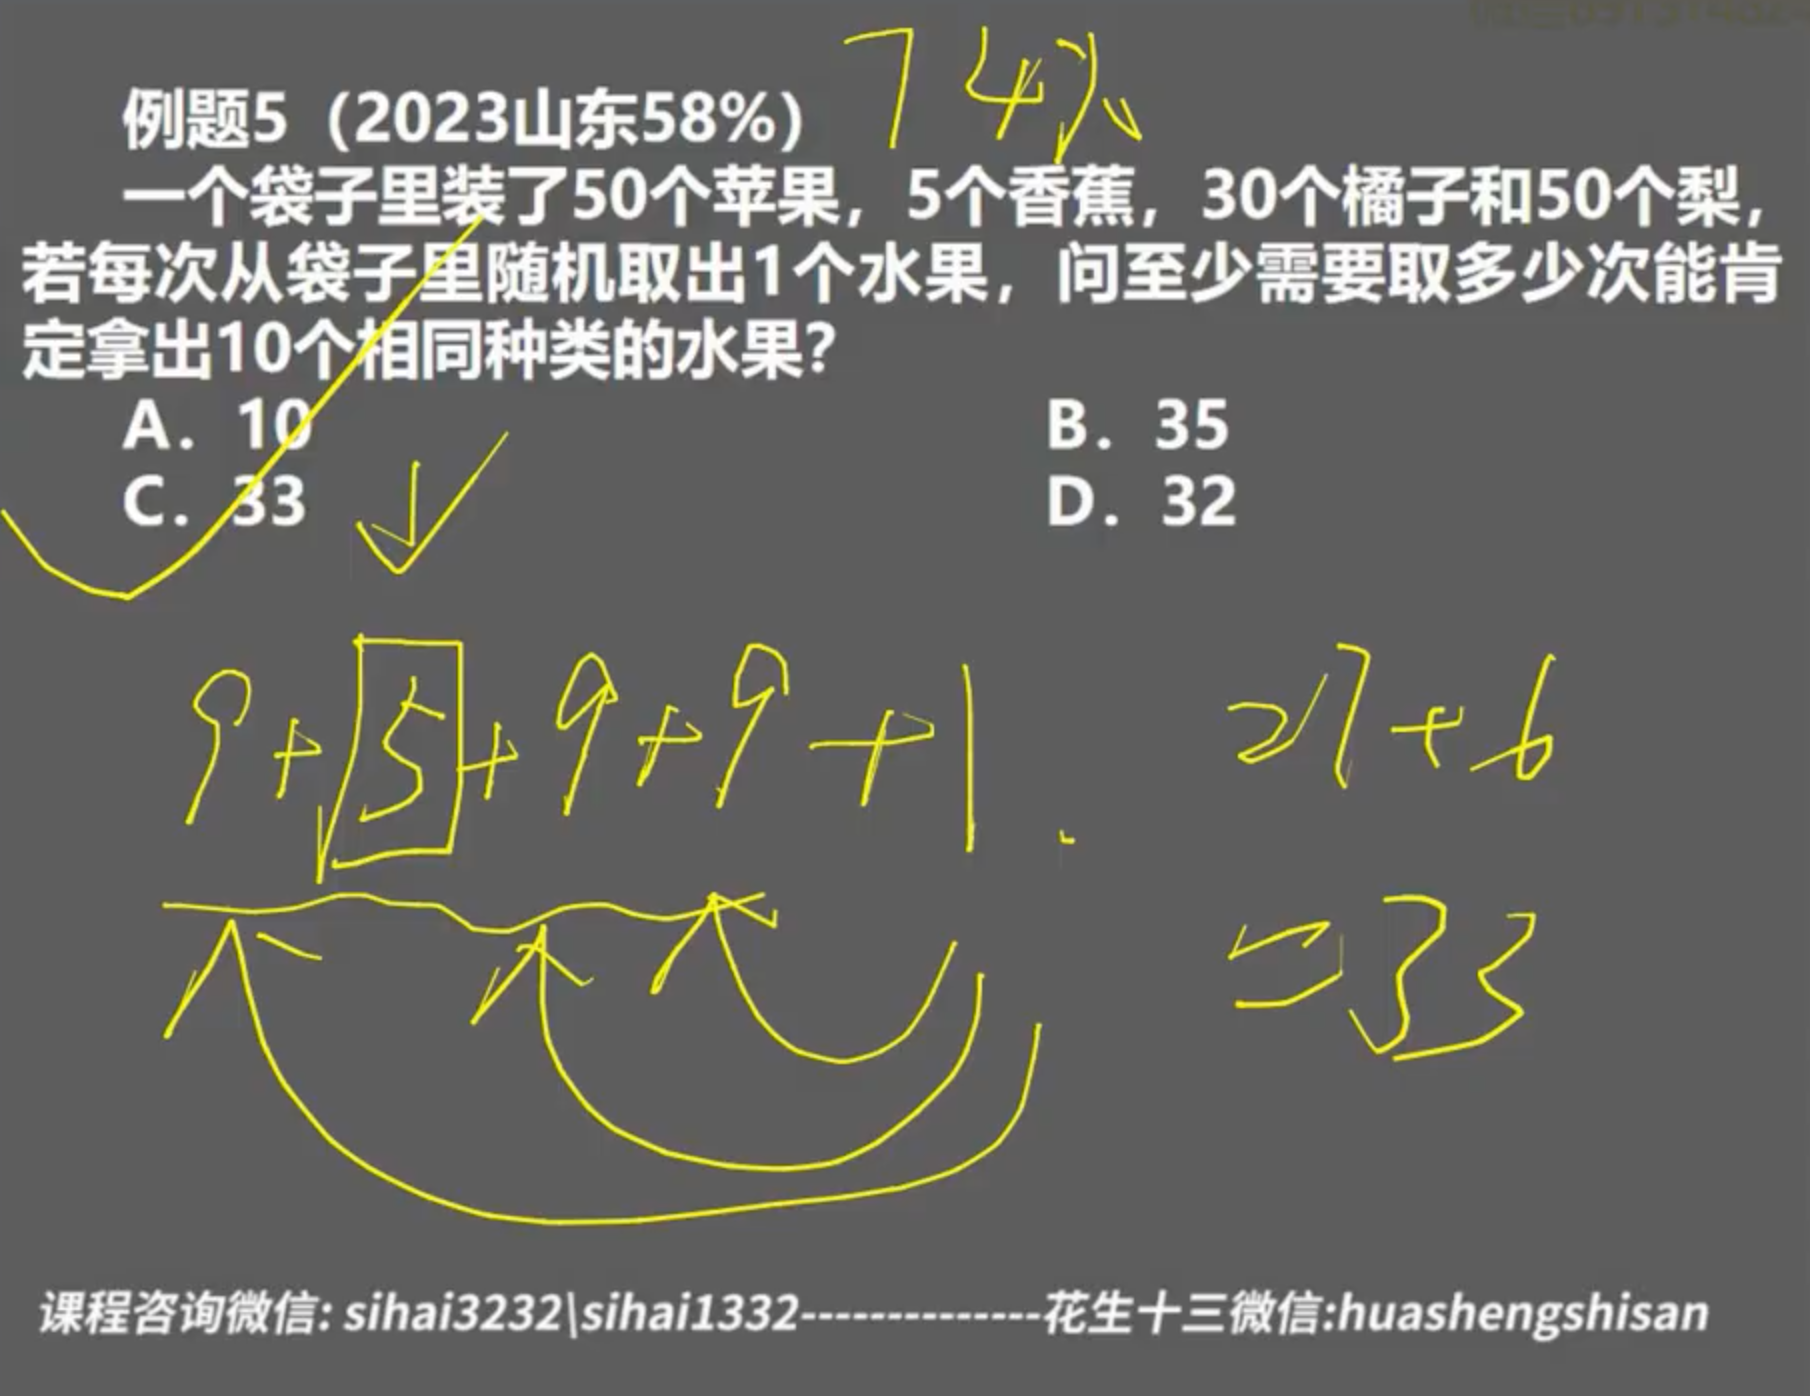 74%
例题5（2023山东58%）
一个袋子里装了50个苹果，5个香蕉，30个橘子和50个梨，
若每次从袋子里随机取出1个水果，问至少需要取多少次能肯
定拿出10个相同种类的水果？
A．10 B．35
C．33 D．32
9+5+9+9+1 27+6
=33
课程咨询微信: sihai3232\sihai1332--------------花生十三微信:huashengshisan